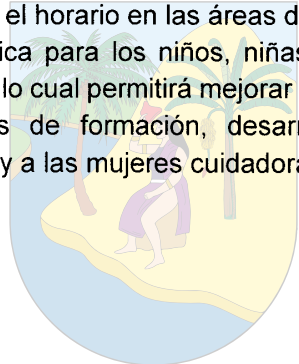 el horario en las áreas d
ica para los niños, niñas
lo cual permitirá mejorar
s de formación, desarr
y a las mujeres cuidadora